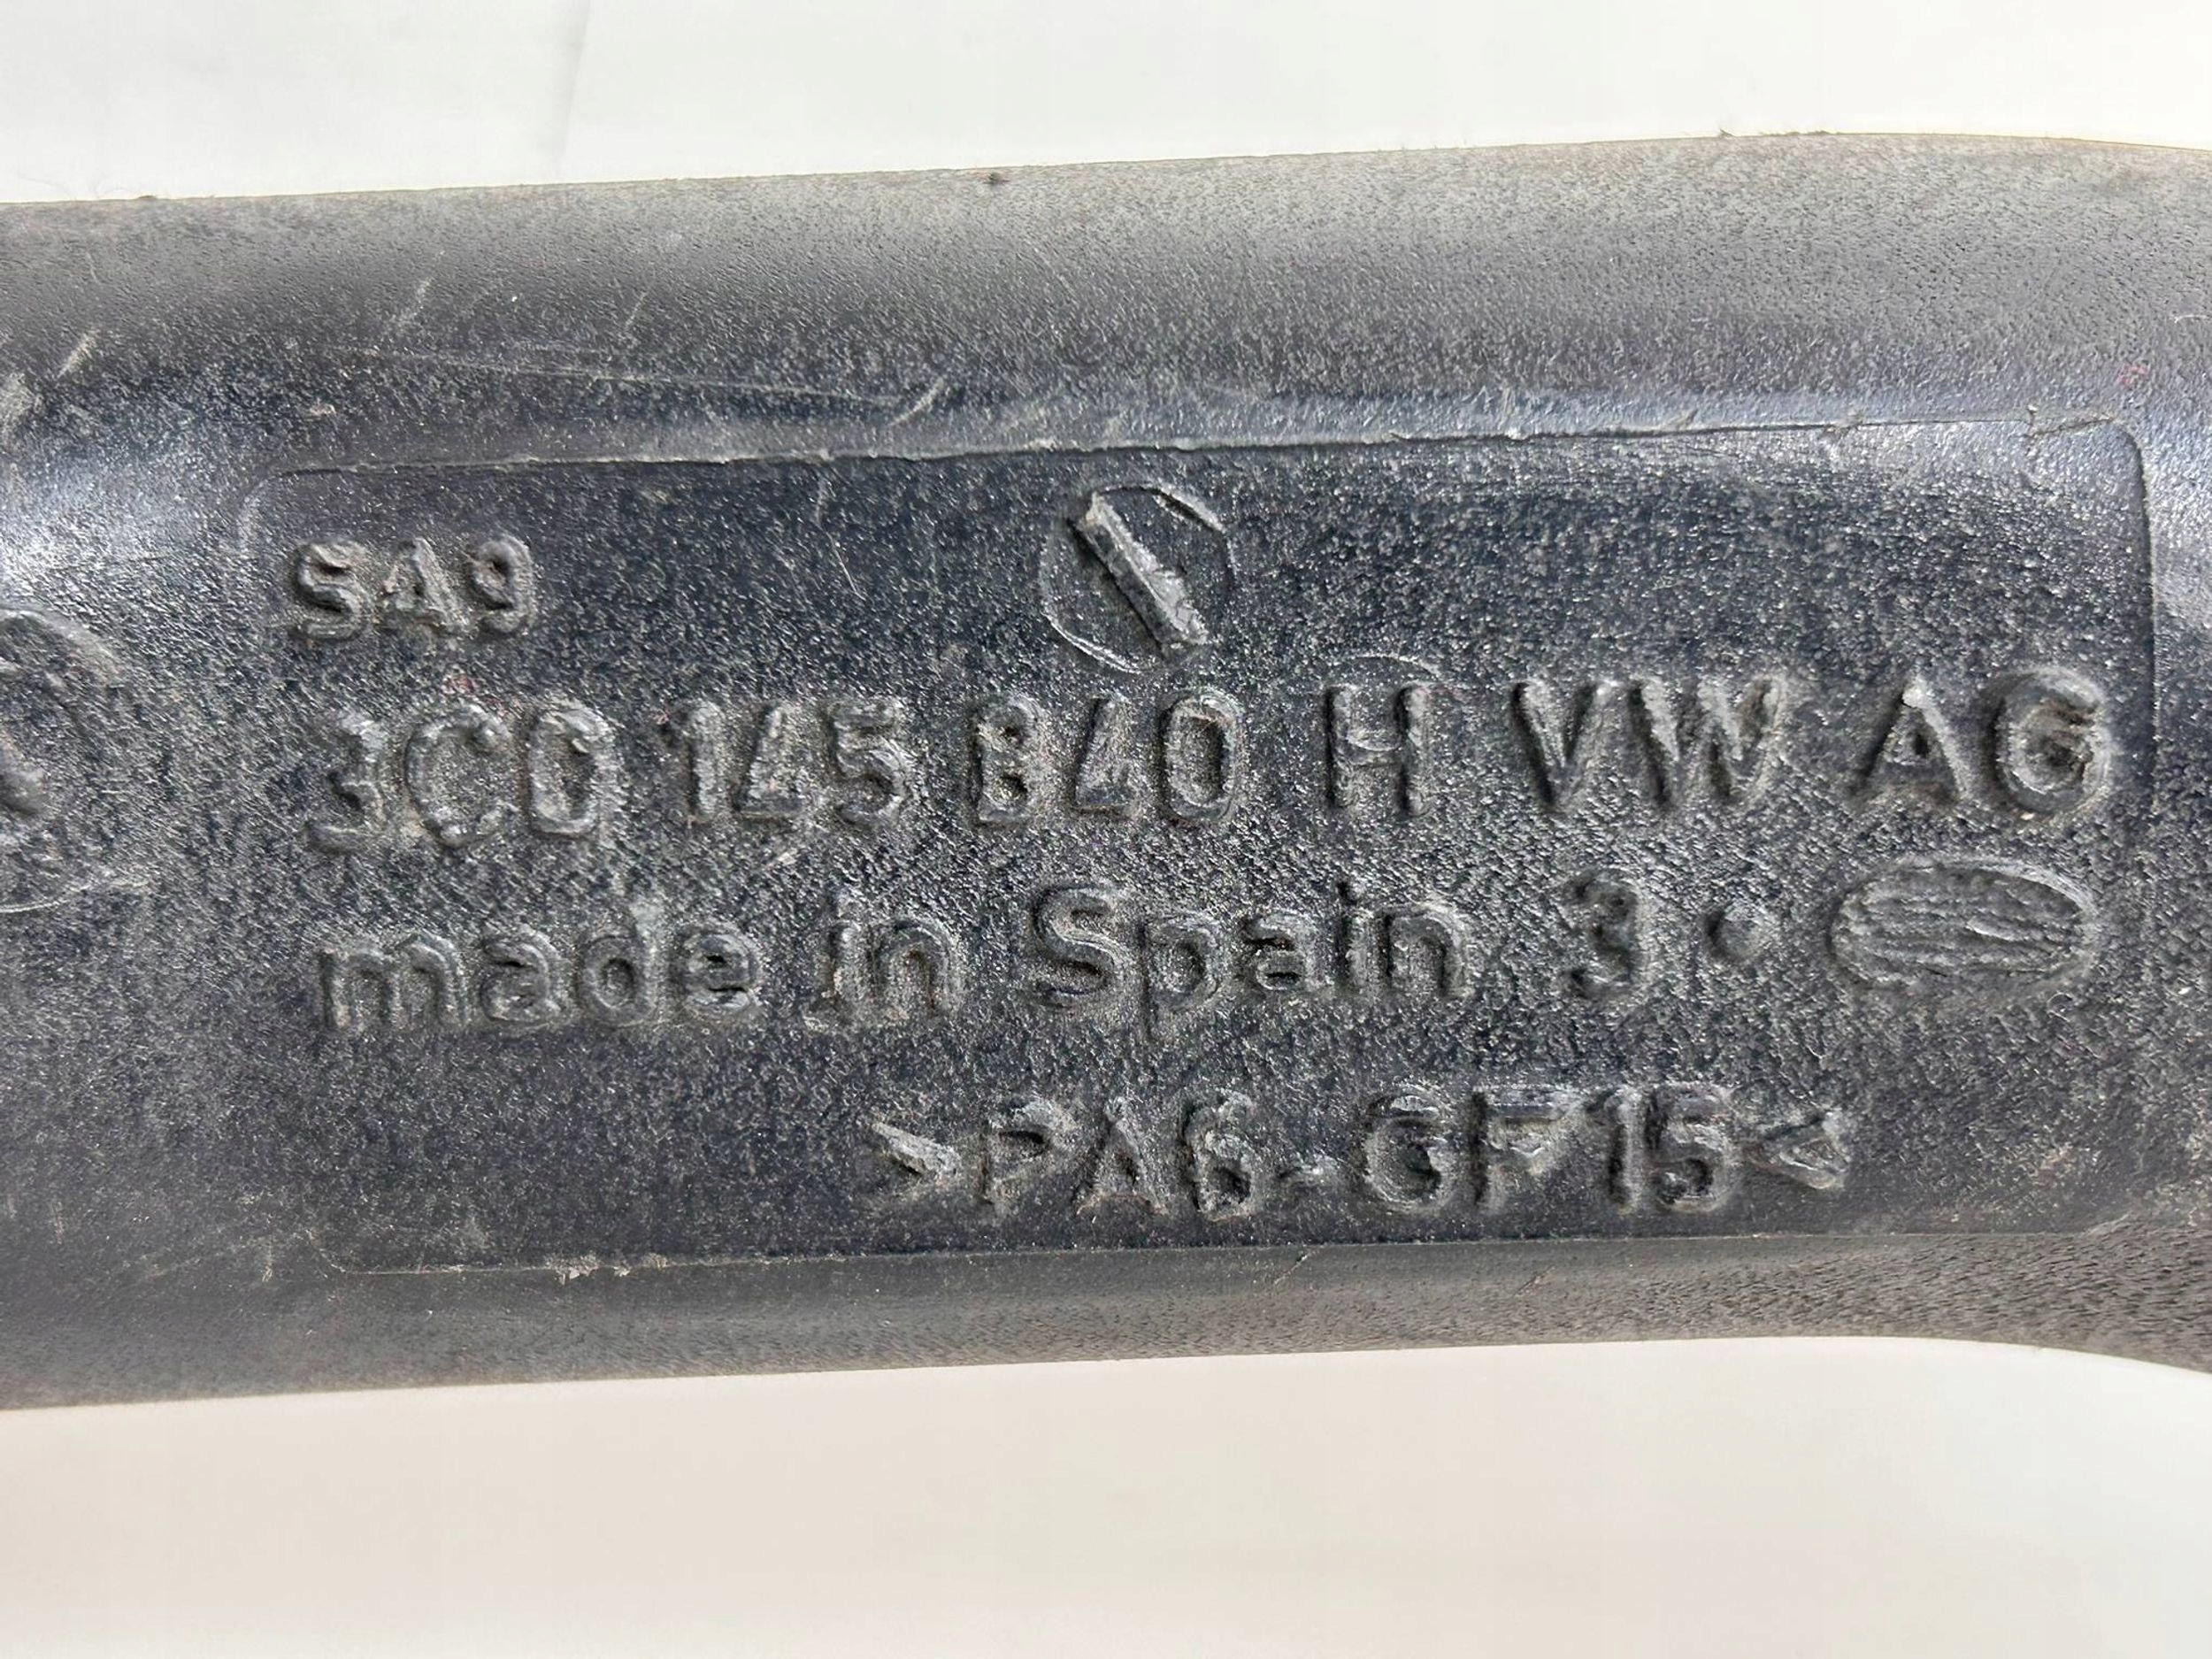 SA9
3C0 145 840 H VW AG
made in Spain 3 •
>PA6-GF15<